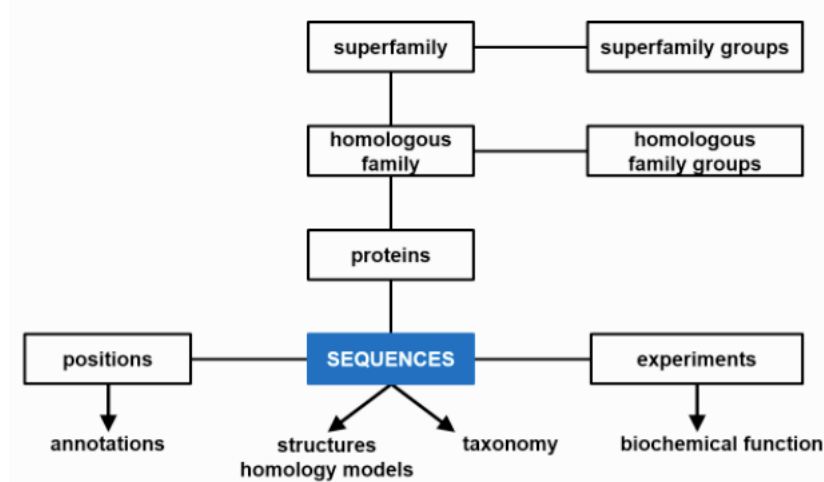 superfamily
superfamily groups
homologous
family
homologous
family groups
proteins
positions
SEQUENCES
experiments
annotations
structures
homology models
taxonomy
biochemical function